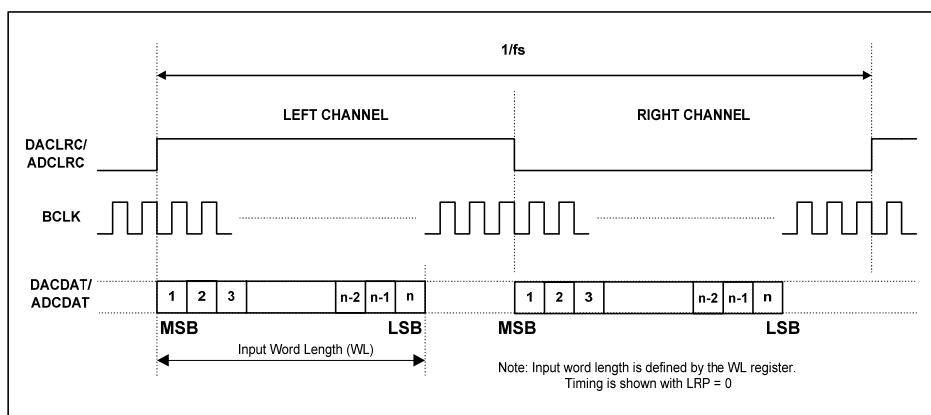 1/fs
LEFT CHANNEL
RIGHT CHANNEL
DACLRC/
ADCLRC
BCLK
DACDAT/
ADCDAT
1 2 3 n-2 n-1 n
1 2 3 n-2 n-1 n
MSB LSB
MSB LSB
Input Word Length (WL)
Note: Input word length is defined by the WL register.
Timing is shown with LRP = 0